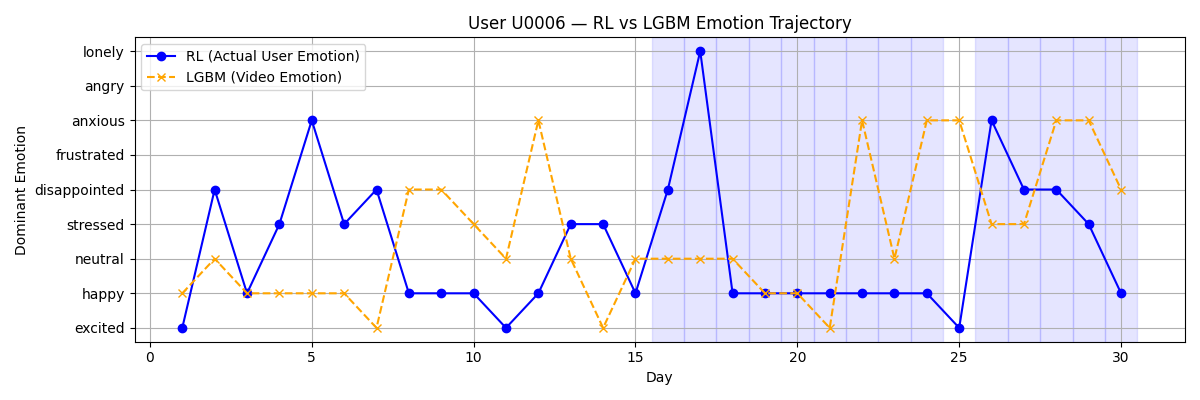 User U0006 — RL vs LGBM Emotion Trajectory
RL (Actual User Emotion)
LGBM (Video Emotion)
Dominant Emotion
lonely
angry
anxious
frustrated
disappointed
stressed
neutral
happy
excited
0 5 10 15 20 25 30
Day